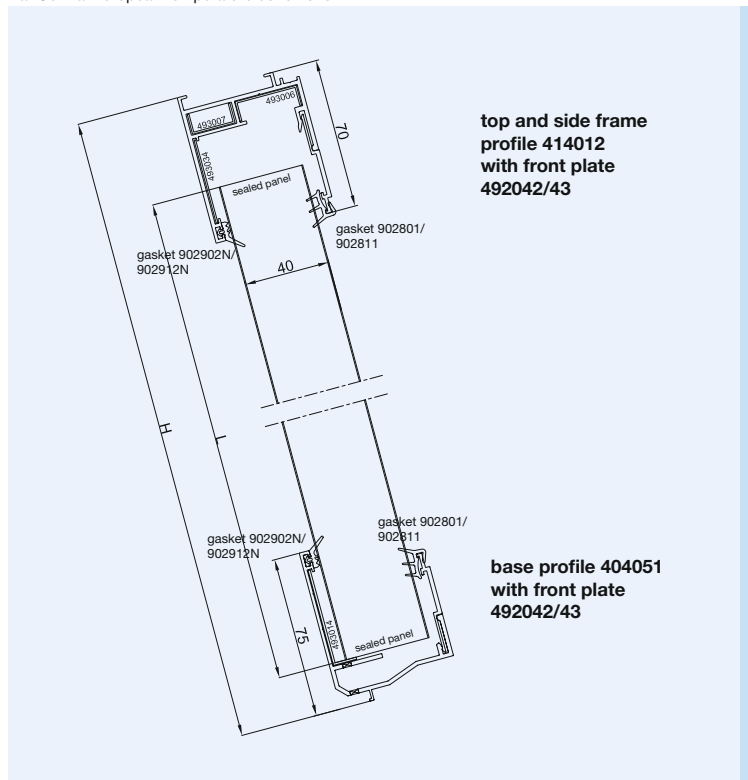 493006
493007
70
top and side frame
profile 414012
with front plate
492042/43
493034
sealed panel
gasket 902801/
902811
gasket 902902N/
902912N
40
H
L
gasket 902801/
902811
gasket 902902N/
902912N
base profile 404051
with front plate
492042/43
75
493014
sealed panel